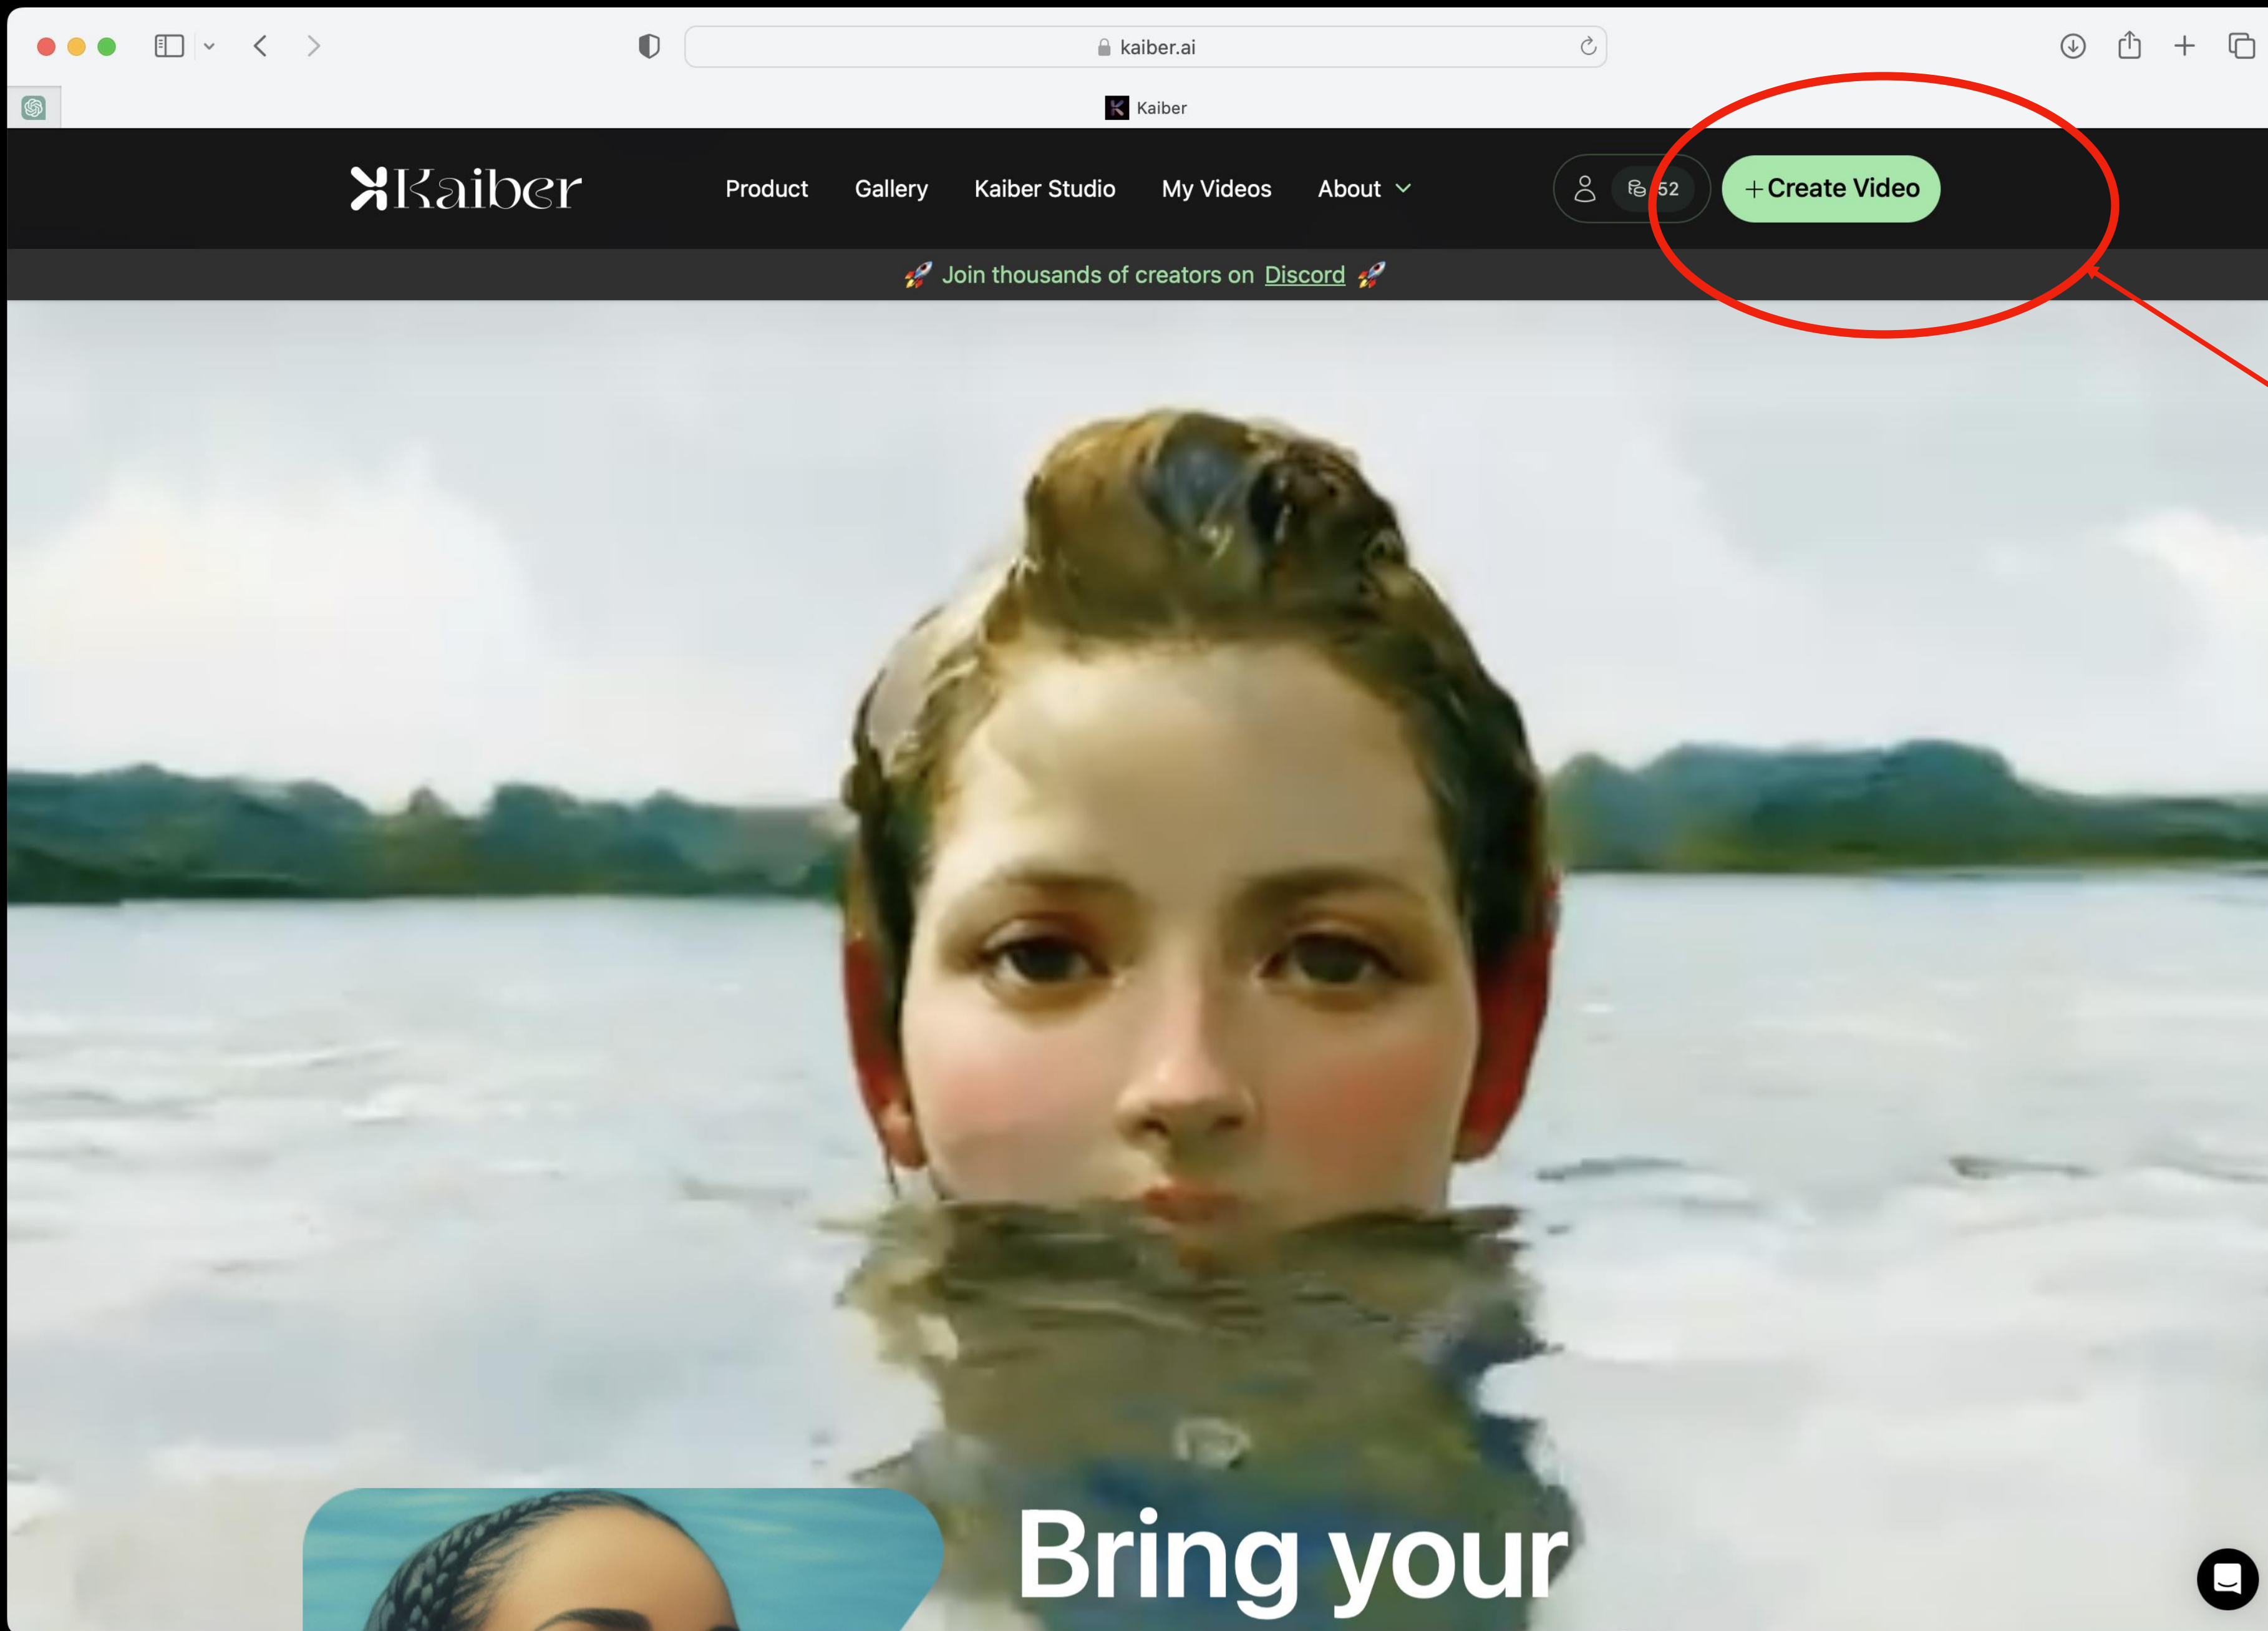 kaiber.ai
Kaiber
Kaiber
Product
Gallery
Kaiber Studio
My Videos
About
52
+Create Video
🚀 Join thousands of creators on Discord 🚀
Bring your